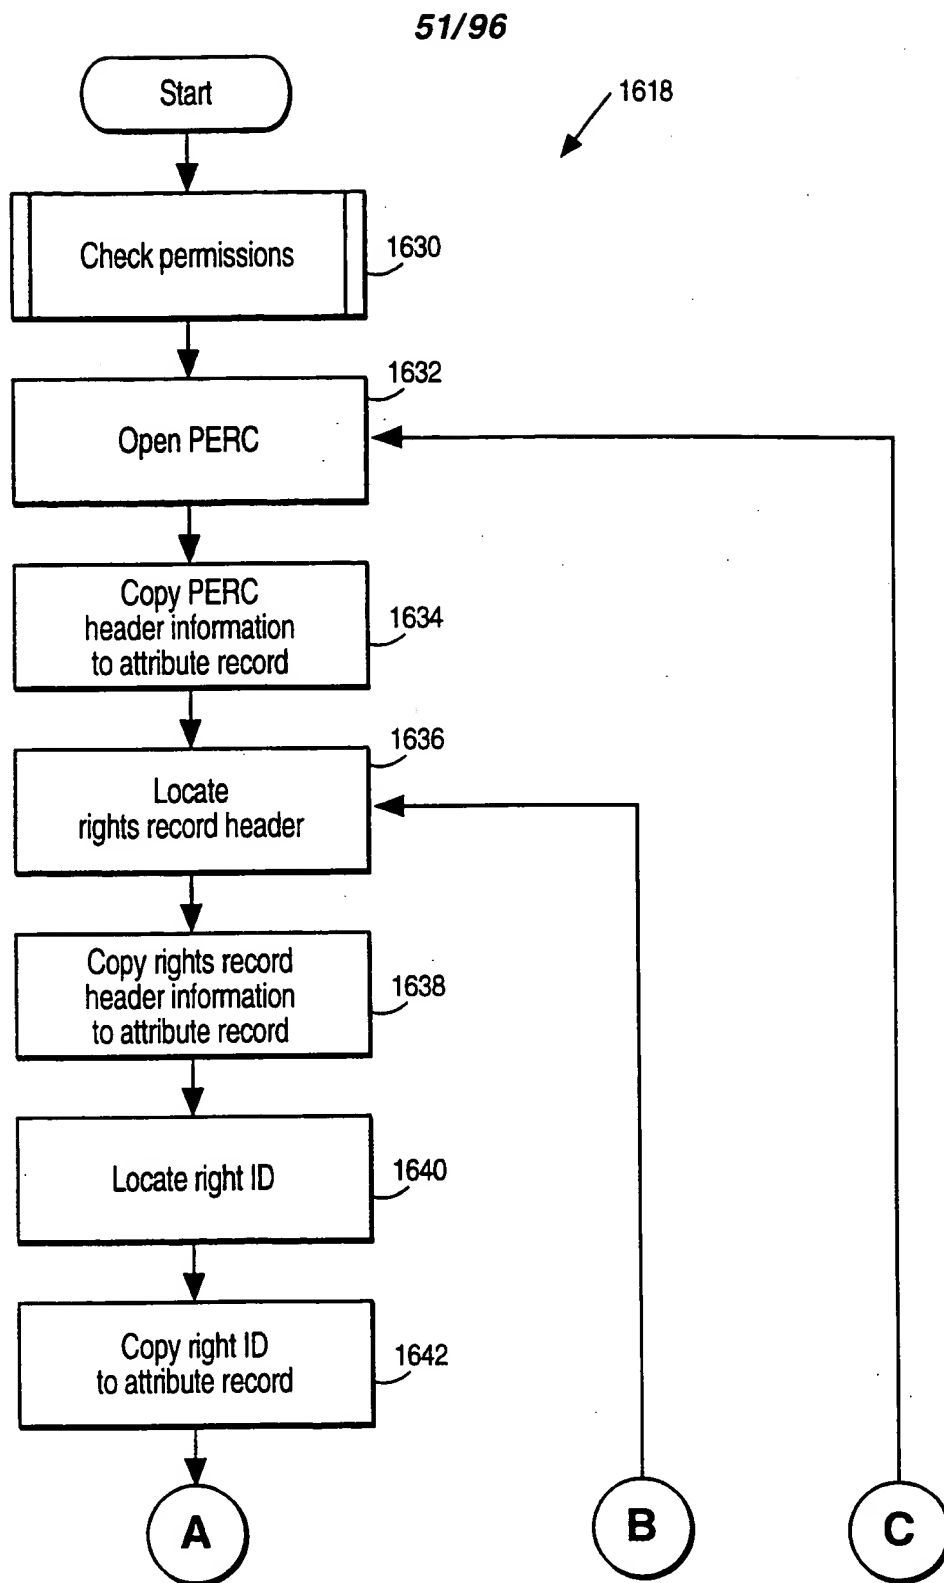 51/96
Start
1618
Check permissions
1630
1632
Open PERC
Copy PERC
header information
to attribute record
1634
1636
Locate
rights record header
Copy rights record
header information
to attribute record
1638
Locate right ID
1640
Copy right ID
to attribute record
1642
A
B
C